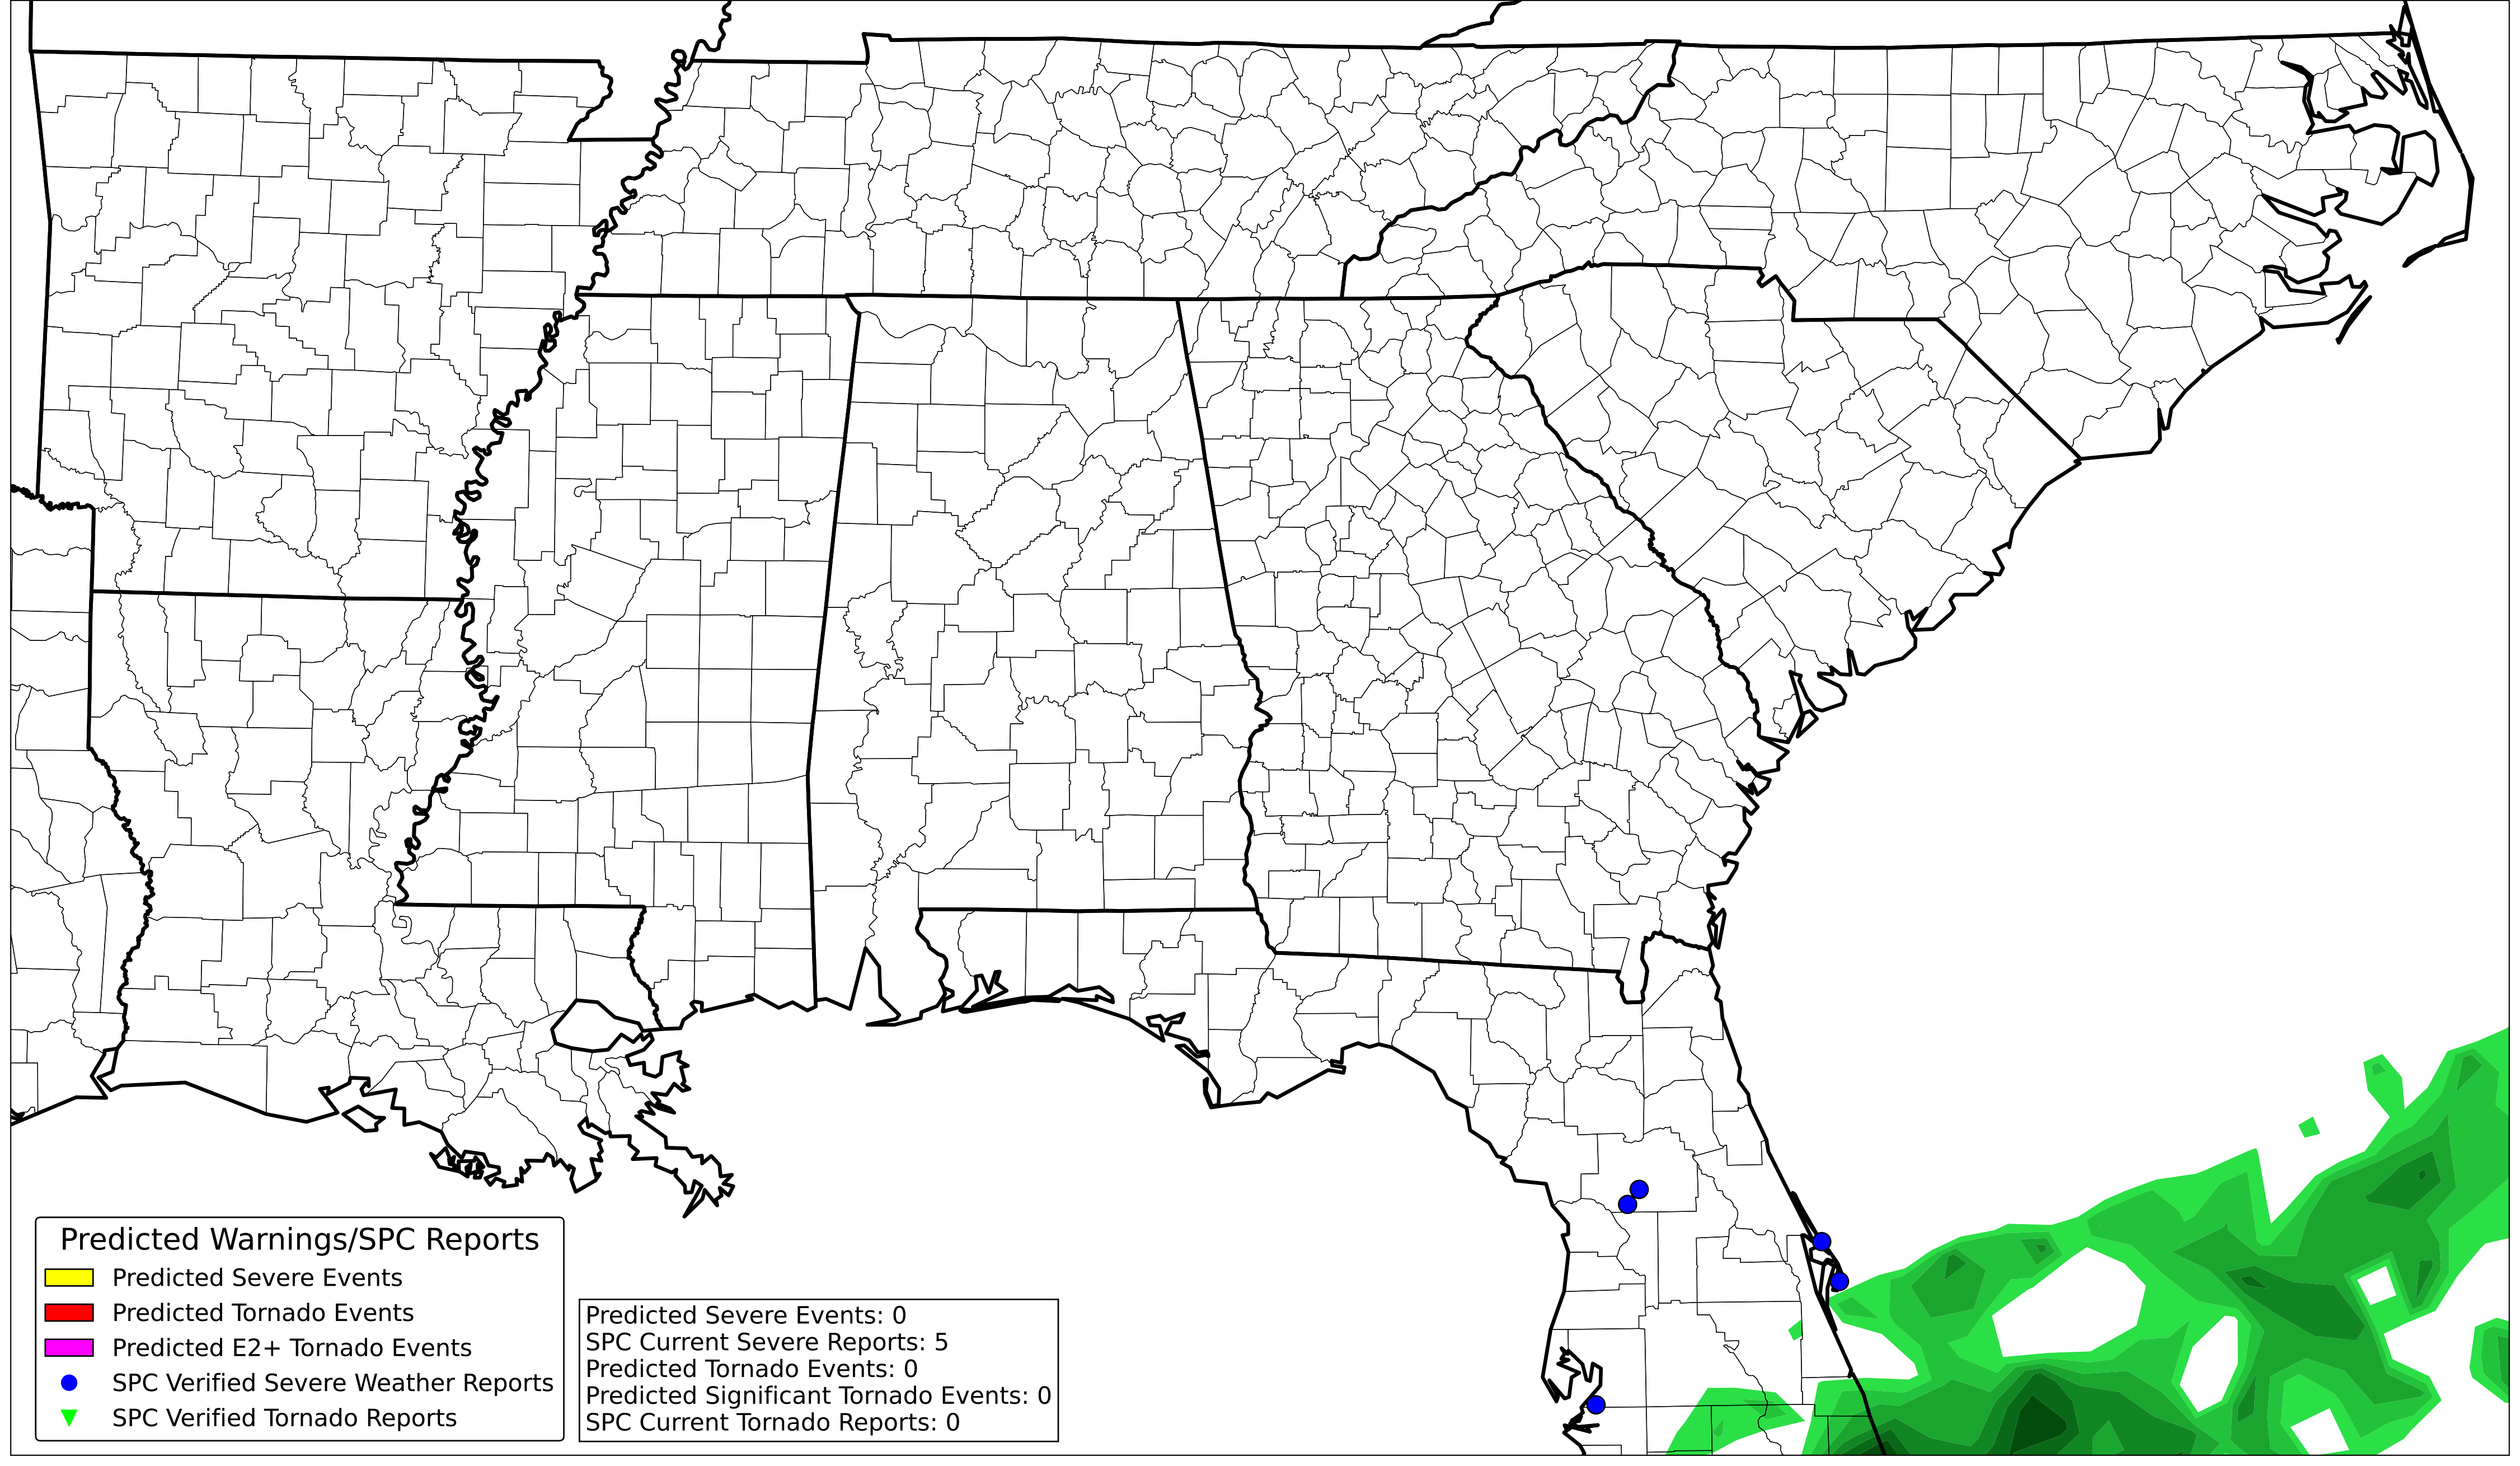 Predicted Warnings/SPC Reports
Predicted Severe Events
Predicted Tornado Events
Predicted E2+ Tornado Events
SPC Verified Severe Weather Reports
SPC Verified Tornado Reports
Predicted Severe Events: 0
SPC Current Severe Reports: 5
Predicted Tornado Events: 0
Predicted Significant Tornado Events: 0
SPC Current Tornado Reports: 0